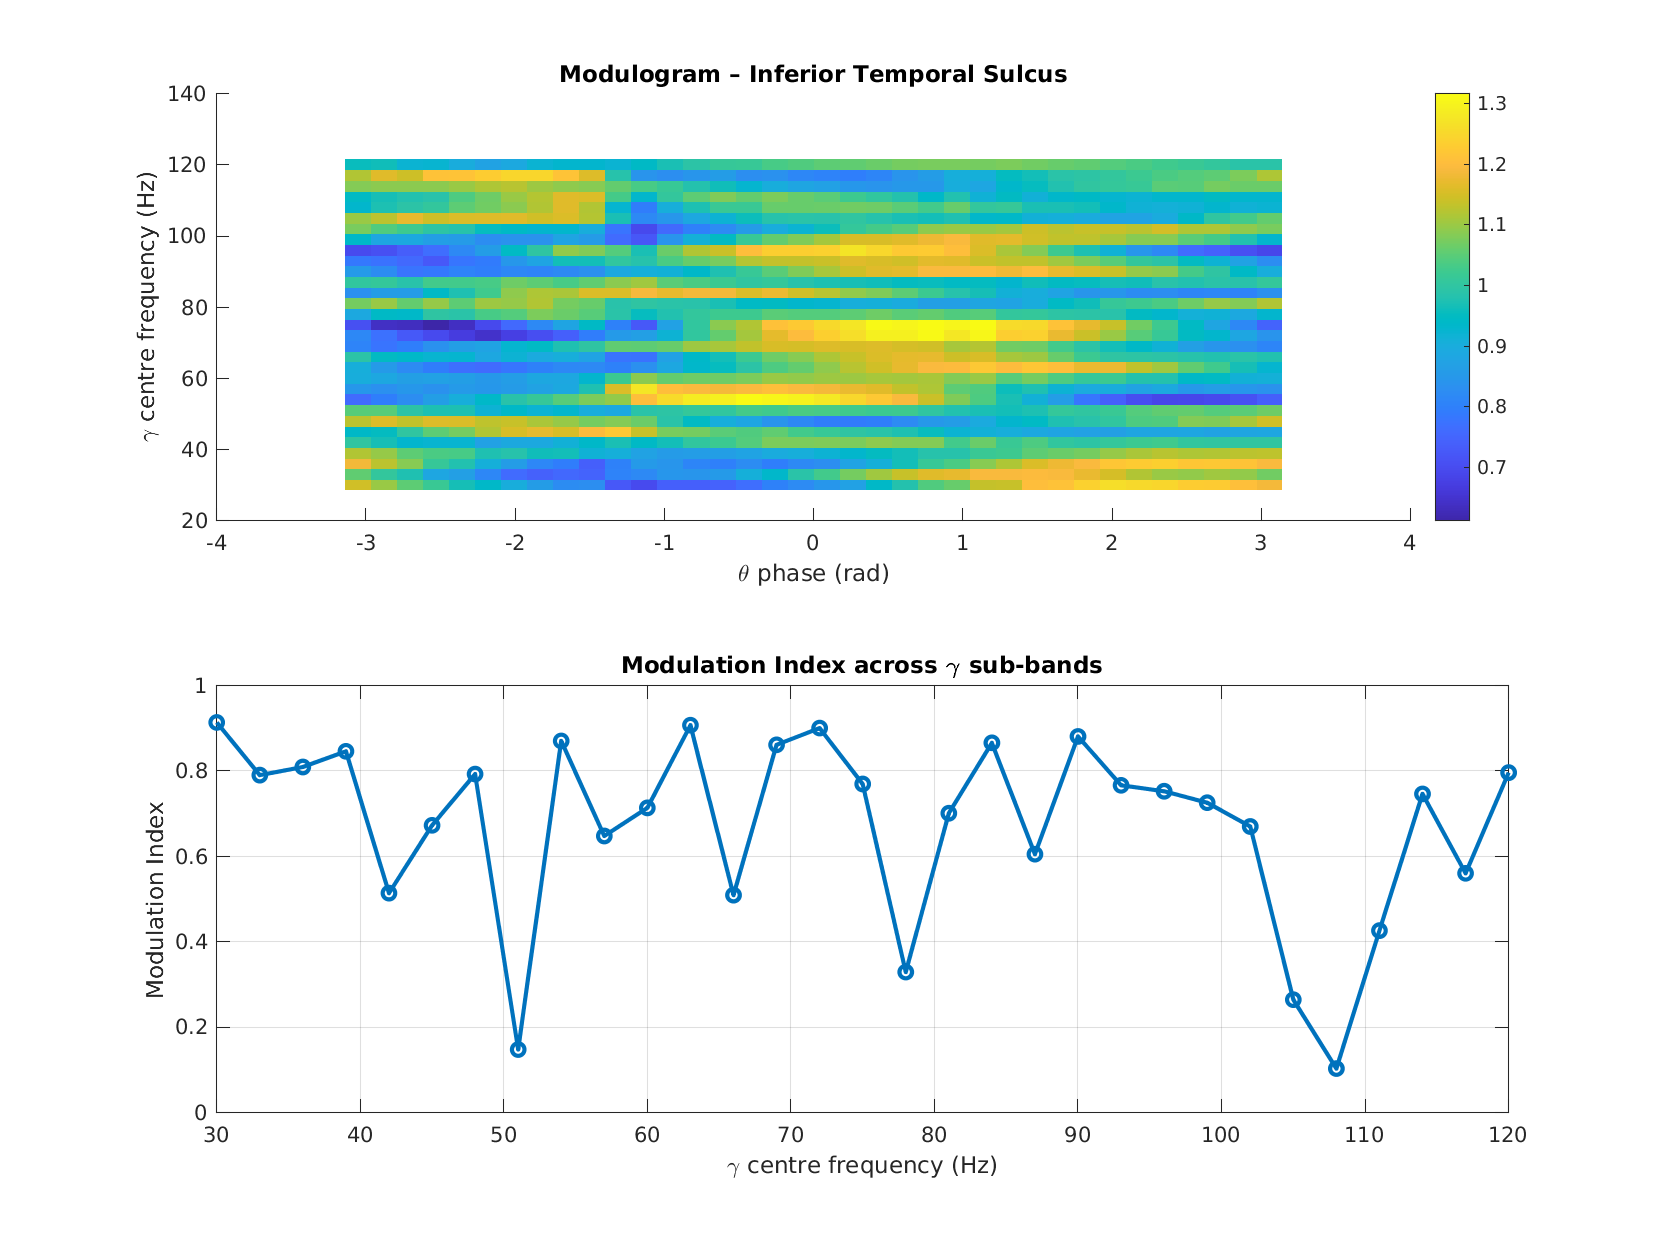 Modulogram – Inferior Temporal Sulcus
140
120
100
80
60
40
20
γ centre frequency (Hz)
-4 -3 -2 -1 0 1 2 3 4
θ phase (rad)
1.3
1.2
1.1
1
0.9
0.8
0.7
Modulation Index across γ sub-bands
1
0.8
0.6
0.4
0.2
0
Modulation Index
30 40 50 60 70 80 90 100 110 120
γ centre frequency (Hz)